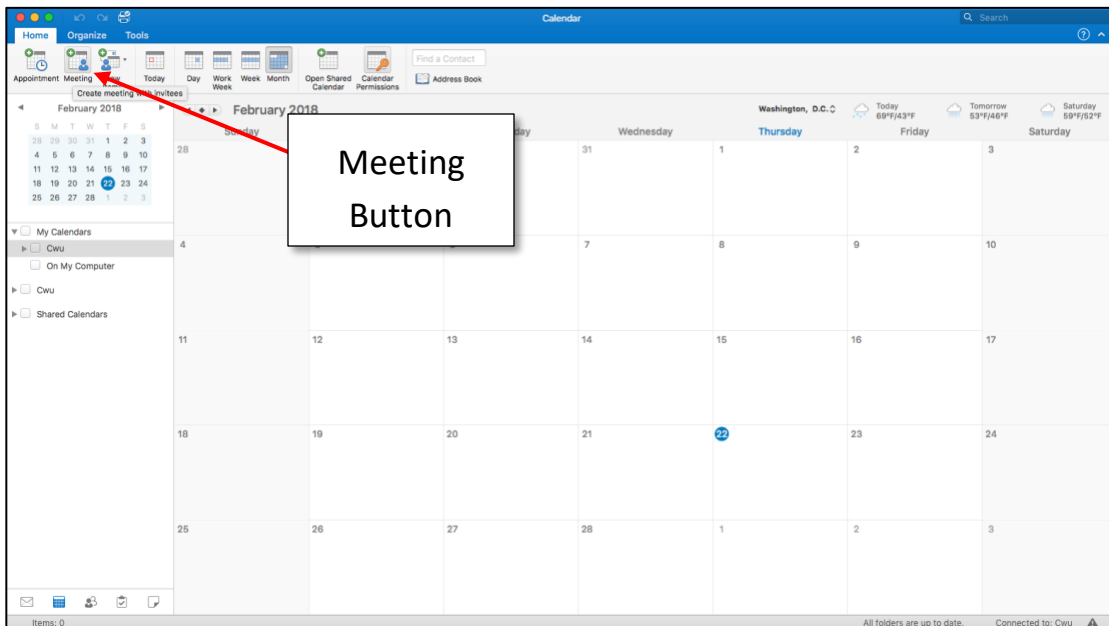 Calendar
Search
Home Organize Tools
Appointment Meeting Today Day Work Week Week Month Open Shared Calendar Calendar Permissions
Find a Contact
Address Book
Create meeting with invitees
February 2018
S M T W T F S
28 29 30 31 1 2 3
4 5 6 7 8 9 10
11 12 13 14 15 16 17
18 19 20 21 22 23 24
25 26 27 28 1 2 3
My Calendars
Cwu
On My Computer
Cwu
Shared Calendars
February 2018
Washington, D.C.
Today 69°F/43°F
Tomorrow 53°F/46°F
Saturday 59°F/52°F
Sunday Wednesday Thursday Friday Saturday
28 31 1 2 3
Meeting
Button
4 7 8 9 10
11 12 13 14 15 16 17
18 19 20 21 22 23 24
25 26 27 28 1 2 3
Items: 0
All folders are up to date.
Connected to: Cwu